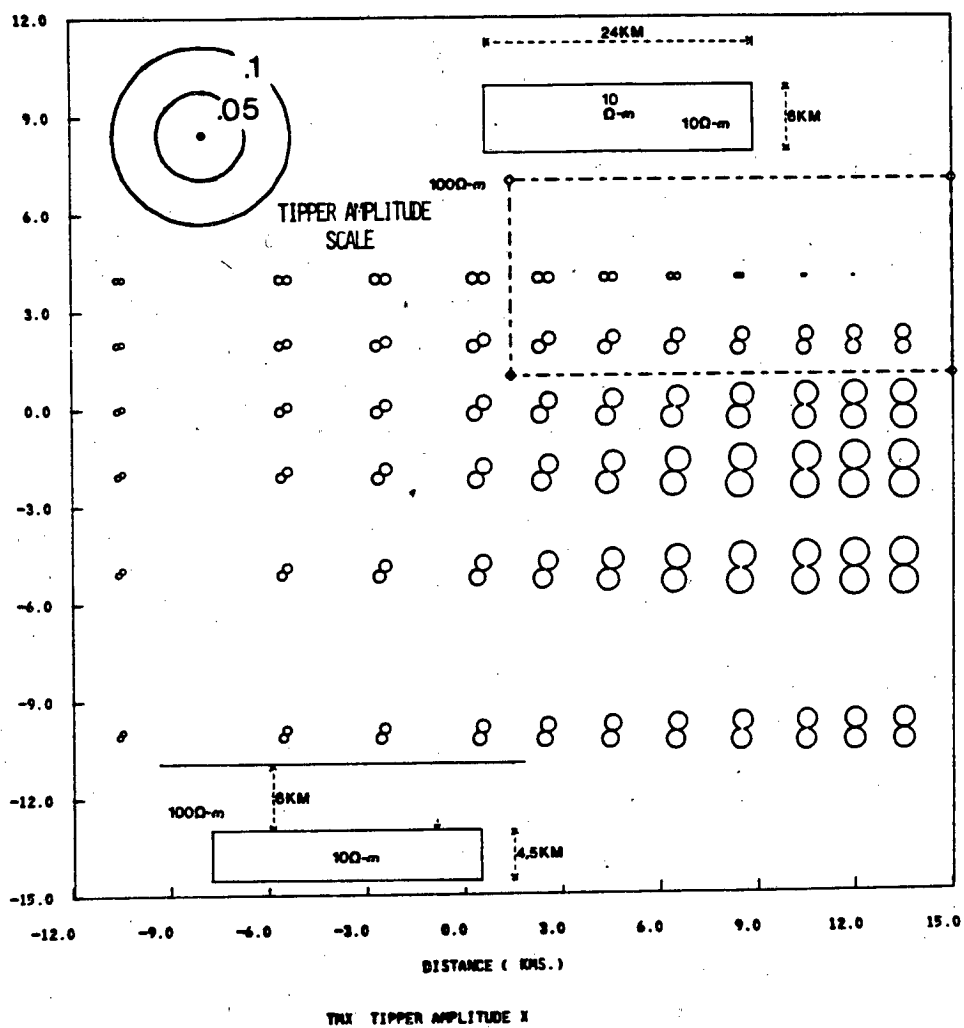 12.0
24KM
.1
.05
10
Ω-m
10Ω-m
6KM
9.0
100Ω-m
TIPPER AMPLITUDE
SCALE
6.0
3.0
0.0
-3.0
-6.0
-9.0
-12.0
6KM
100Ω-m
10Ω-m
4.5KM
-15.0
-12.0 -9.0 -6.0 -3.0 0.0 3.0 6.0 9.0 12.0 15.0
DISTANCE ( KMS.)
TMX TIPPER AMPLITUDE X